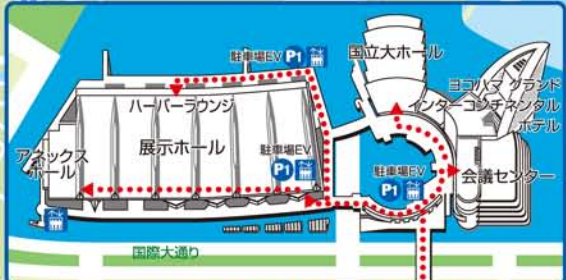 駐車場EV P1
国立大ホール
ヨコハマ グランド
インターコンチネンタル
ホテル
ハーバーラウンジ
展示ホール
アネックス
ホール
駐車場EV
P1
駐車場EV
P1
会議センター
国際大通り